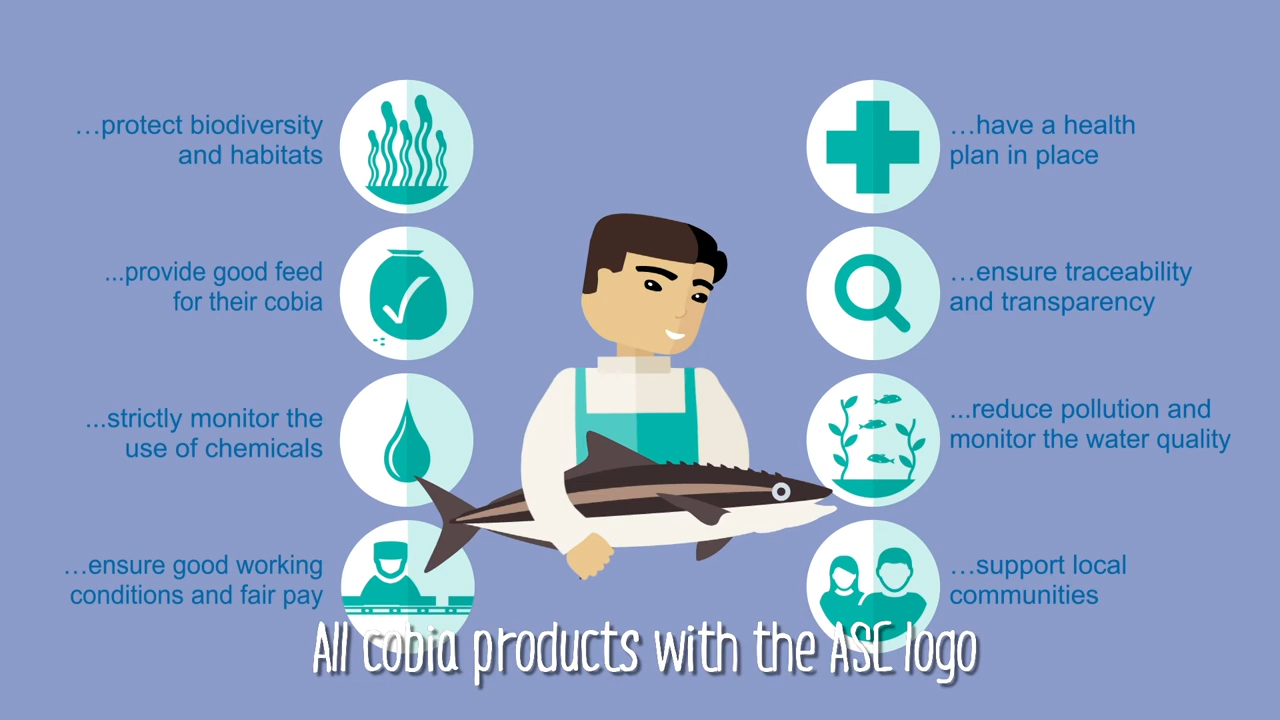 …protect biodiversity
and habitats
...provide good feed
for their cobia
...strictly monitor the
use of chemicals
…ensure good working
conditions and fair pay
…have a health
plan in place
…ensure traceability
and transparency
...reduce pollution and
monitor the water quality
…support local
communities
All cobia products with the ASC logo